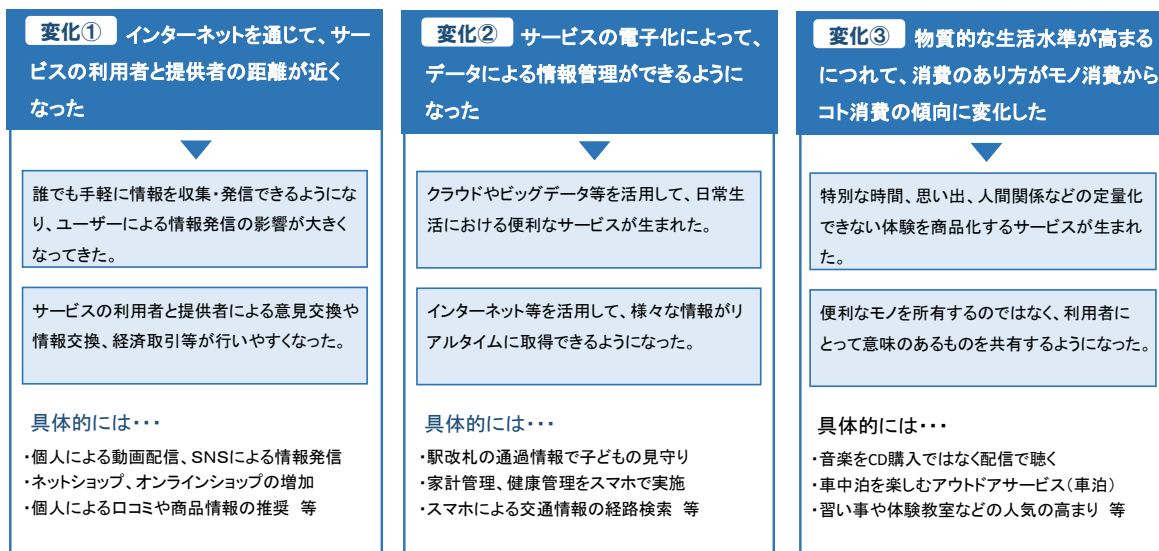 変化① インターネットを通じて、サー
ビスの利用者と提供者の距離が近く
なった
誰でも手軽に情報を収集・発信できるようにな
り、ユーザーによる情報発信の影響が大きく
なってきた。
サービスの利用者と提供者による意見交換や
情報交換、経済取引等が行いやすくなった。
具体的には・・・
・個人による動画配信、SNSによる情報発信
・ネットショップ、オンラインショップの増加
・個人による口コミや商品情報の推奨 等
変化② サービスの電子化によって、
データによる情報管理ができるように
なった
クラウドやビッグデータ等を活用して、日常生
活における便利なサービスが生まれた。
インターネット等を活用して、様々な情報がリ
アルタイムに取得できるようになった。
具体的には・・・
・駅改札の通過情報で子どもの見守り
・家計管理、健康管理をスマホで実施
・スマホによる交通情報の経路検索 等
変化③ 物質的な生活水準が高まる
につれて、消費のあり方がモノ消費から
コト消費の傾向に変化した
特別な時間、思い出、人間関係などの定量化
できない体験を商品化するサービスが生まれ
た。
便利なモノを所有するのではなく、利用者に
とって意味のあるものを共有するようになった。
具体的には・・・
・音楽をCD購入ではなく配信で聴く
・車中泊を楽しむアウトドアサービス(車泊)
・習い事や体験教室などの人気の高まり 等